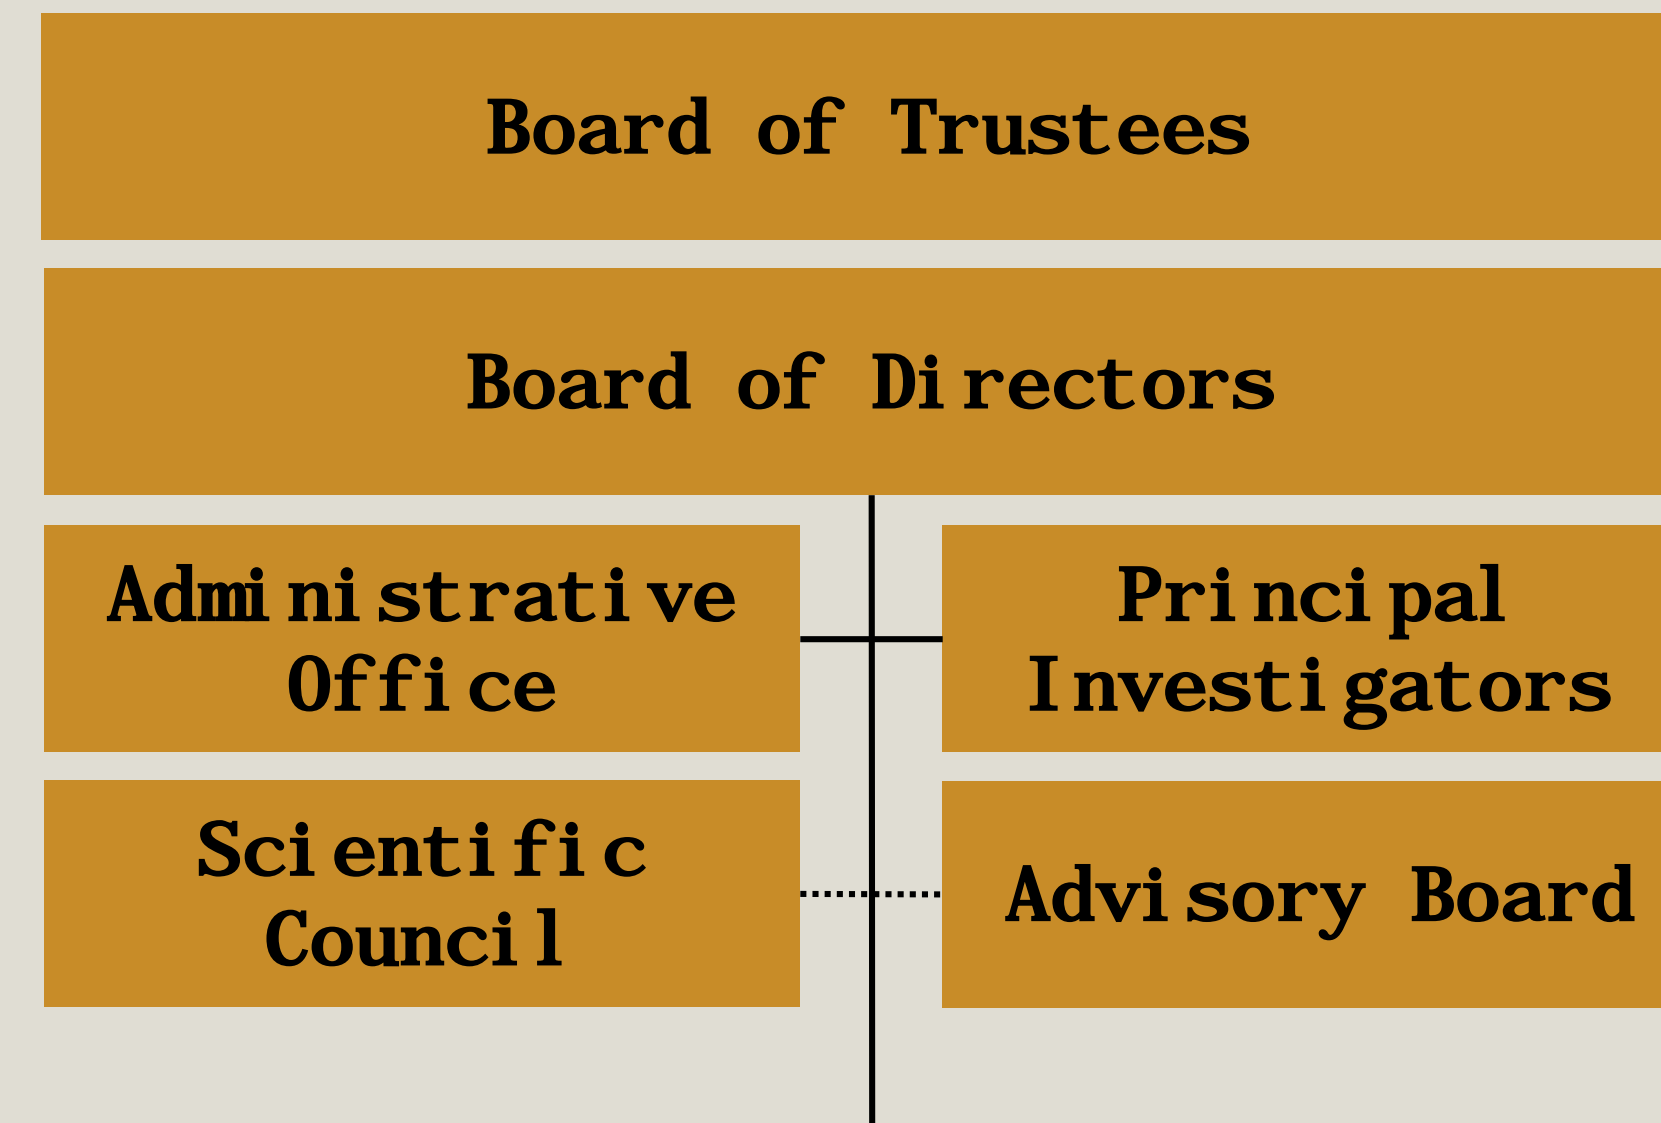 Board of Trustees
Board of Directors
Administrative
Office
Principal
Investigators
Scientific
Council
Advisory Board